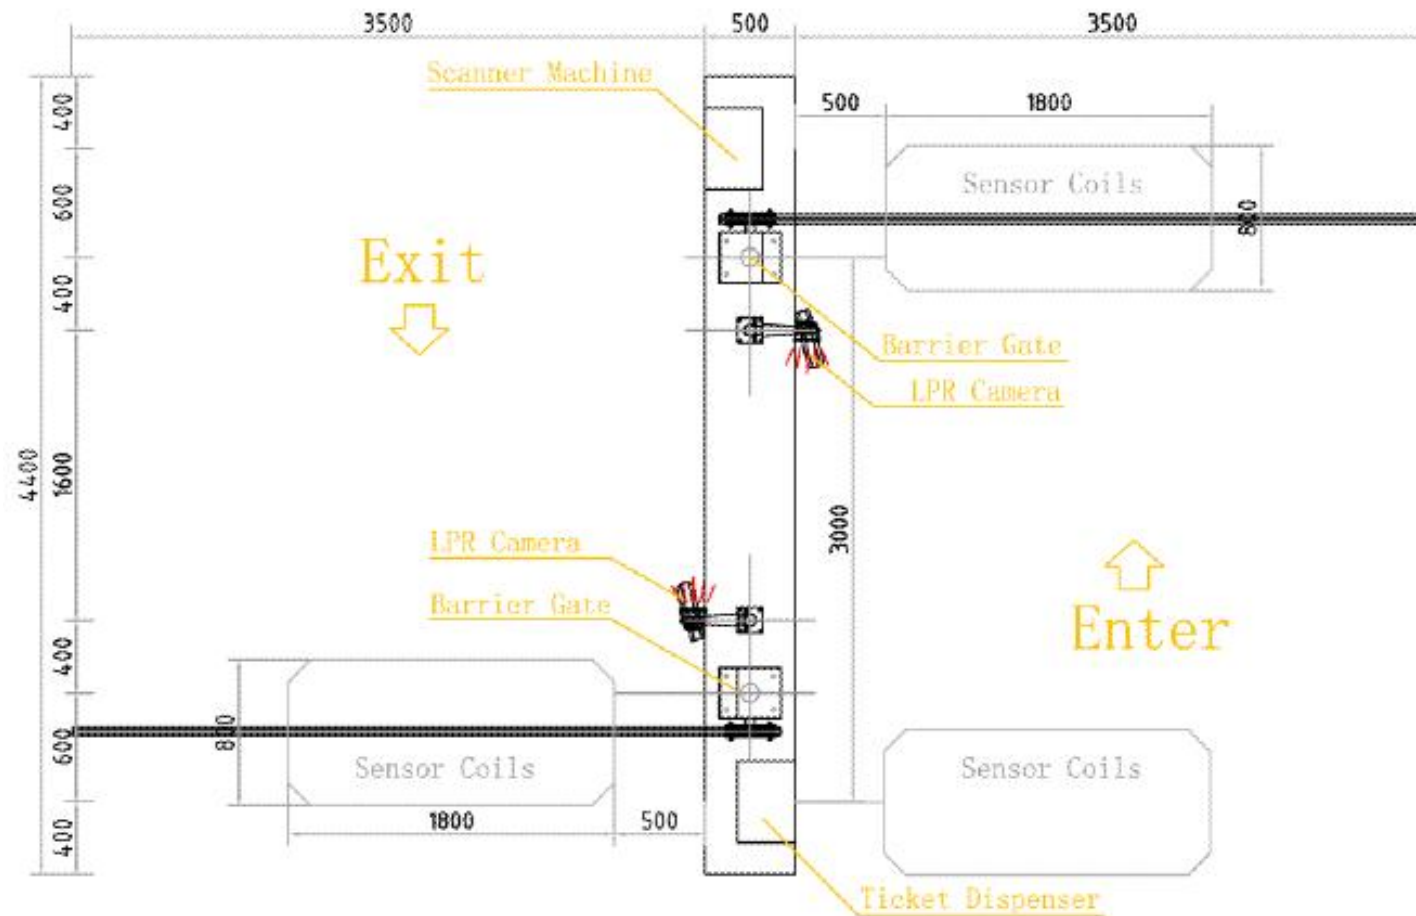 3500 500 3500
Scanner Machine
400
500 1800
Sensor Coils
600
800
Exit
400
Barrier Gate
LPR Camera
4400
1600
3000
LPR Camera
Barrier Gate
Enter
400
800
600
Sensor Coils
Sensor Coils
1800 500
400
Ticket Dispenser